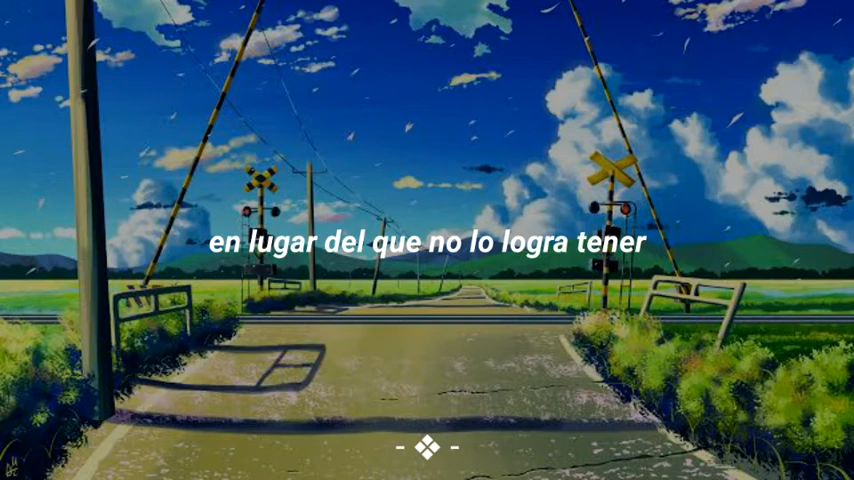 en lugar del que no lo logra tener
- ❖ -